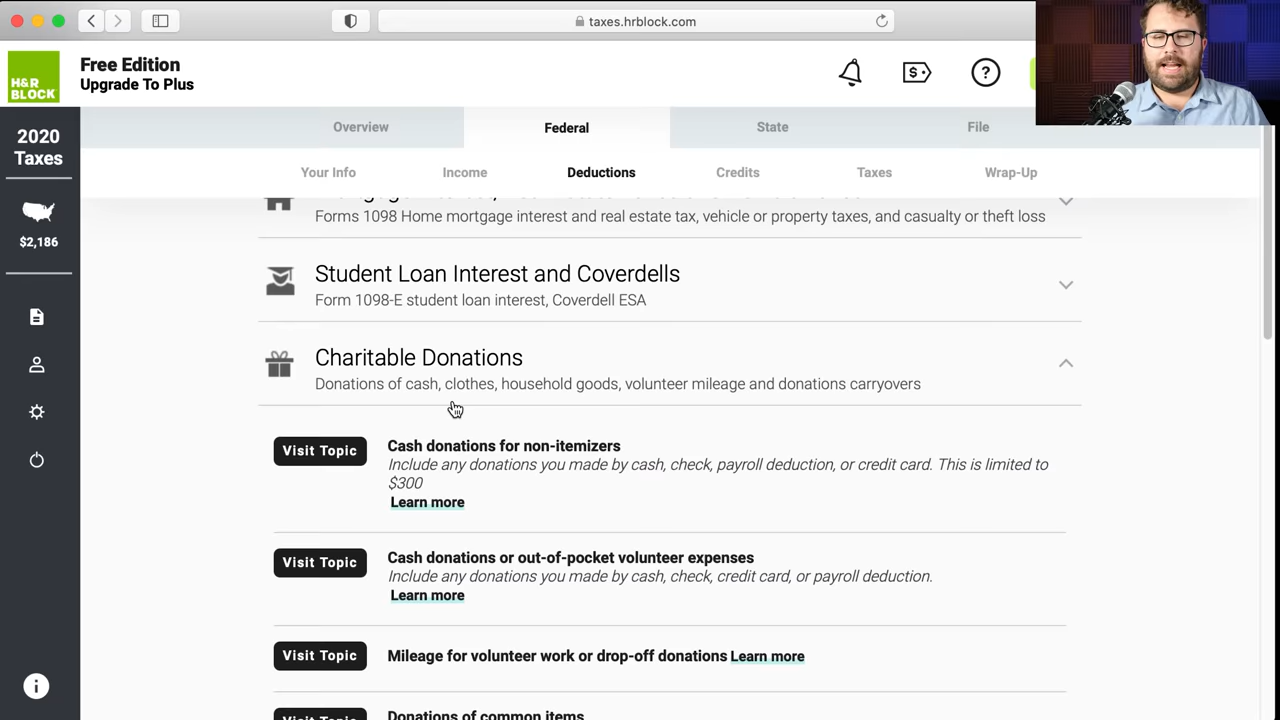 taxes.hrblock.com
H&R
BLOCK
Free Edition
Upgrade To Plus
$
?
2020
Taxes
$2,186
Overview
Federal
State
File
Your Info
Income
Deductions
Credits
Taxes
Wrap-Up
Forms 1098 Home mortgage interest and real estate tax, vehicle or property taxes, and casualty or theft loss
Student Loan Interest and Coverdells
Form 1098-E student loan interest, Coverdell ESA
Charitable Donations
Donations of cash, clothes, household goods, volunteer mileage and donations carryovers
Visit Topic
Cash donations for non-itemizers
Include any donations you made by cash, check, payroll deduction, or credit card. This is limited to
$300
Learn more
Visit Topic
Cash donations or out-of-pocket volunteer expenses
Include any donations you made by cash, check, credit card, or payroll deduction.
Learn more
Visit Topic
Mileage for volunteer work or drop-off donations Learn more
Visit Topic
Donations of common items